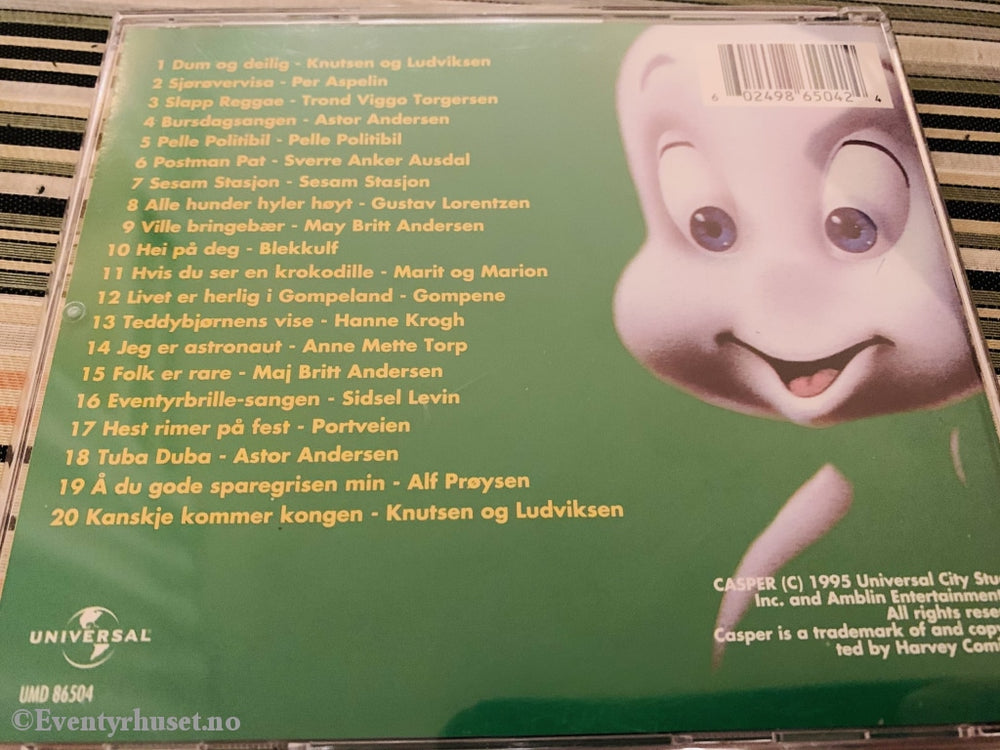 1 Dum og deilig - Knutsen og Ludviksen
2 Sjørøvervisa - Per Aspelin
3 Slapp Reggae - Trond Viggo Torgersen
4 Bursdagsangen - Astor Andersen
5 Pelle Politibil - Pelle Politibil
6 Postman Pat - Sverre Anker Ausdal
7 Sesam Stasjon - Sesam Stasjon
8 Alle hunder hyler høyt - Gustav Lorentzen
9 Ville bringebær - May Britt Andersen
10 Hei på deg - Blekkulf
11 Hvis du ser en krokodille - Marit og Marion
12 Livet er herlig i Gompeland - Gompene
13 Teddybjørnens vise - Hanne Krogh
14 Jeg er astronaut - Anne Mette Torp
15 Folk er rare - Maj Britt Andersen
16 Eventyrbrille-sangen - Sidsel Levin
17 Hest rimer på fest - Portveien
18 Tuba Duba - Astor Andersen
19 Å du gode sparegrisen min - Alf Prøysen
20 Kanskje kommer kongen - Knutsen og Ludviksen
6 02498 65042 4
CASPER (C) 1995 Universal City Stu
Inc. and Amblin Entertainment
All rights rese
Casper is a trademark of and copy
ted by Harvey Com
UNIVERSAL
UMD 86504
©Eventyrhuset.no